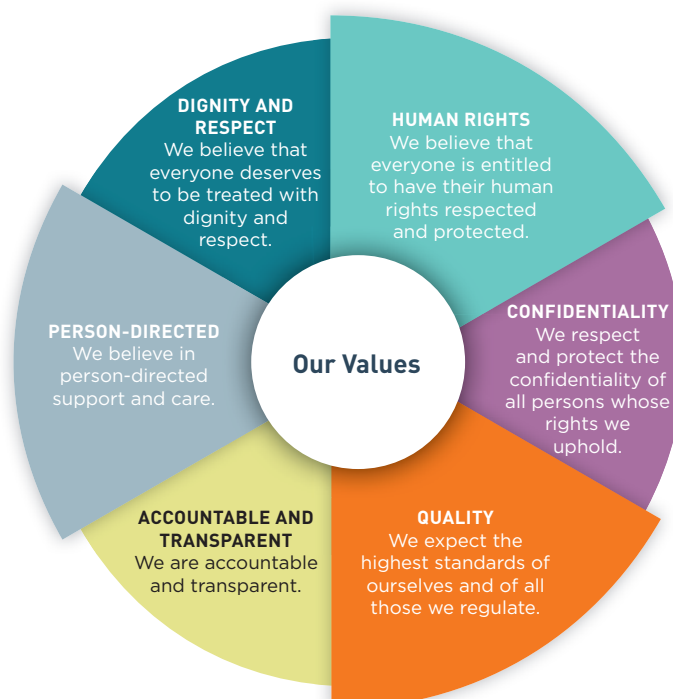 DIGNITY AND
RESPECT
We believe that
everyone deserves
to be treated with
dignity and
respect.
HUMAN RIGHTS
We believe that
everyone is entitled
to have their human
rights respected
and protected.
CONFIDENTIALITY
We respect
and protect the
confidentiality of
all persons whose
rights we
uphold.
QUALITY
We expect the
highest standards of
ourselves and of all
those we regulate.
ACCOUNTABLE AND
TRANSPARENT
We are accountable
and transparent.
PERSON-DIRECTED
We believe in
person-directed
support and care.
Our Values